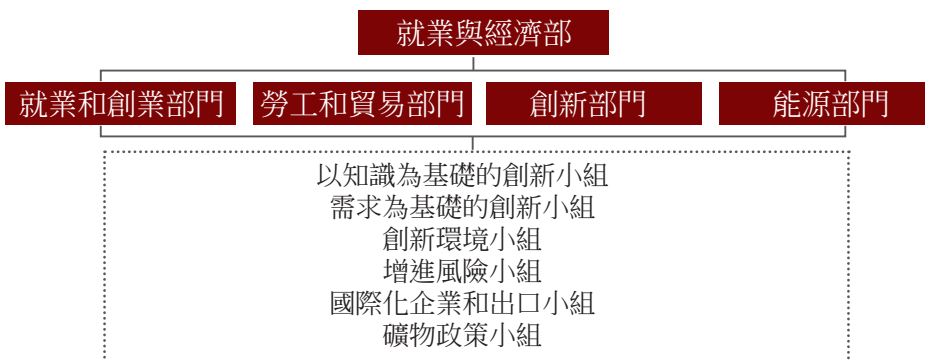 就業與經濟部
就業和創業部門
勞工和貿易部門
創新部門
能源部門
以知識為基礎的創新小組
需求為基礎的創新小組
創新環境小組
增進風險小組
國際化企業和出口小組
礦物政策小組